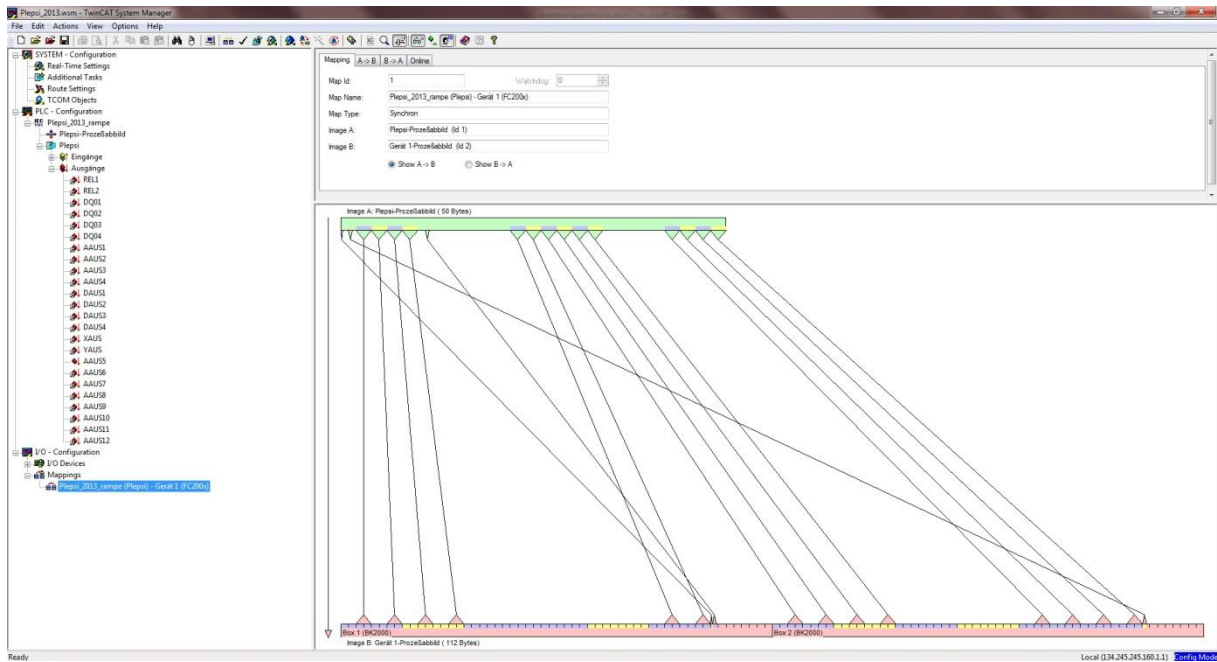 Plepsi_2013.wsm - TwinCAT System Manager
File Edit Actions View Options Help
SYSTEM - Configuration
Real-Time Settings
Additional Tasks
Route Settings
TCOM Objects
PLC - Configuration
Plepsi_2013_rampe
Plepsi-Prozeßabbild
Plepsi
Eingänge
Ausgänge
REL1
REL2
DQ01
DQ02
DQ03
DQ04
AAUS1
AAUS2
AAUS3
AAUS4
DAUS1
DAUS2
DAUS3
DAUS4
XAUS
YAUS
AAUS5
AAUS6
AAUS7
AAUS8
AAUS9
AAUS10
AAUS11
AAUS12
I/O - Configuration
I/O Devices
Mappings
Plepsi_2013_rampe (Plepsi) - Gerät 1 (FC200x)
Mapping A -> B B -> A Online
Map Id: 1 Watchdog: 0
Map Name: Plepsi_2013_rampe (Plepsi) - Gerät 1 (FC200x)
Map Type: Synchron
Image A: Plepsi-Prozeßabbild (Id 1)
Image B: Gerät 1-Prozeßabbild (Id 2)
Show A -> B Show B -> A
Image A: Plepsi-Prozeßabbild ( 50 Bytes)
Box 1 (BK2000) Box 2 (BK2000)
Image B: Gerät 1-Prozeßabbild ( 112 Bytes)
Ready Local (134.245.245.160.1.1) Config Mode